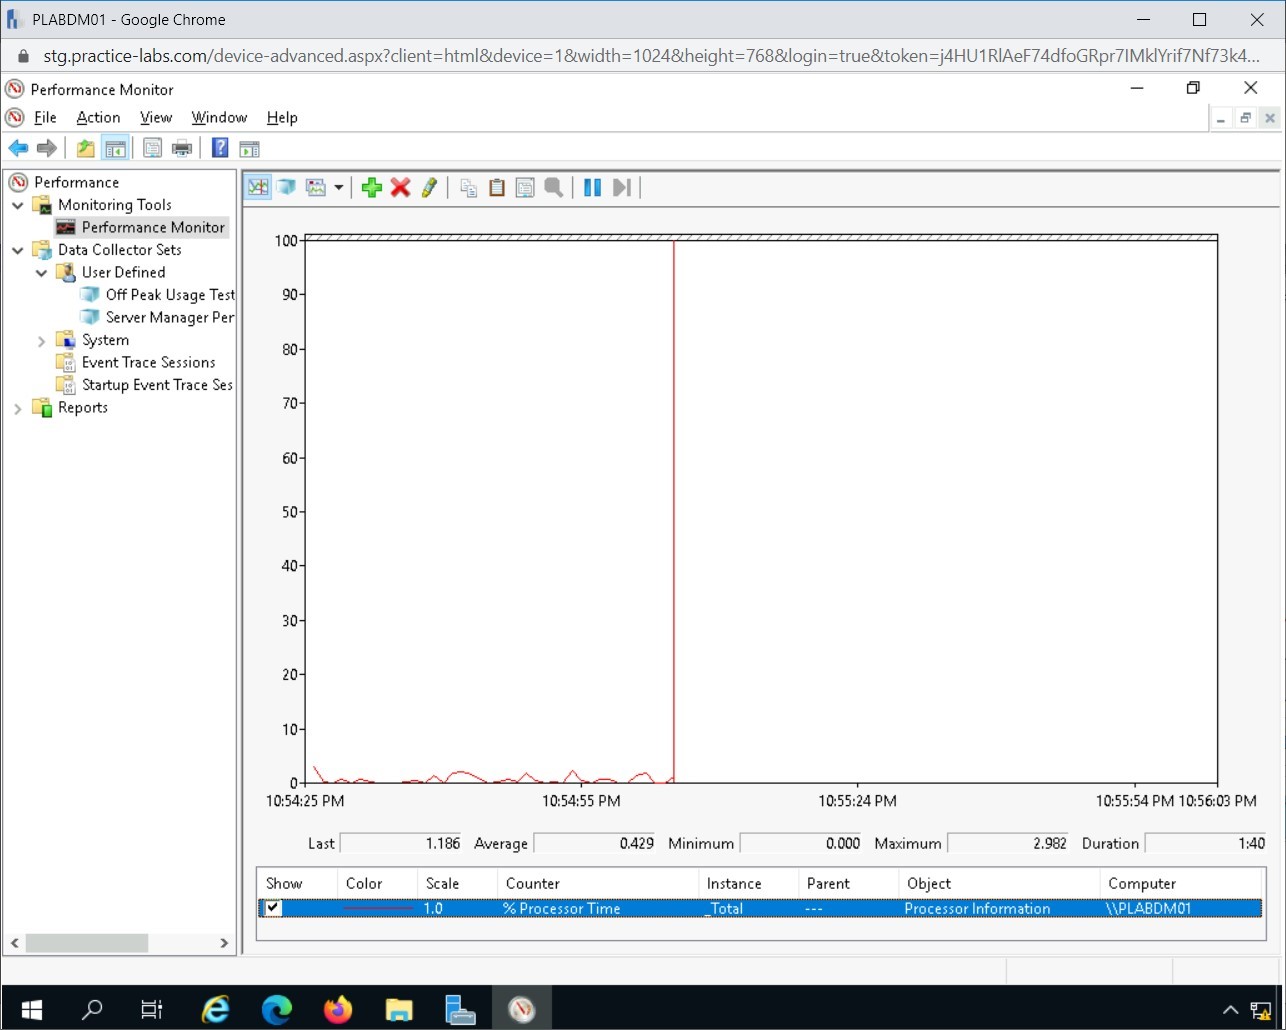 PLABDM01 - Google Chrome
stg.practice-labs.com/device-advanced.aspx?client=html&device=1&width=1024&height=768&login=true&token=j4HU1RlAeF74dfoGRpr7IMklYrif7Nf73k4...
Performance Monitor
File Action View Window Help
Performance
Monitoring Tools
Performance Monitor
Data Collector Sets
User Defined
Off Peak Usage Test
Server Manager Per
System
Event Trace Sessions
Startup Event Trace Ses
Reports
100
90
80
70
60
50
40
30
20
10
0
10:54:25 PM 10:54:55 PM 10:55:24 PM 10:55:54 PM 10:56:03 PM
Last 1.186 Average 0.429 Minimum 0.000 Maximum 2.982 Duration 1:40
Show Color Scale Counter Instance Parent Object Computer
1.0 % Processor Time _Total --- Processor Information \\PLABDM01